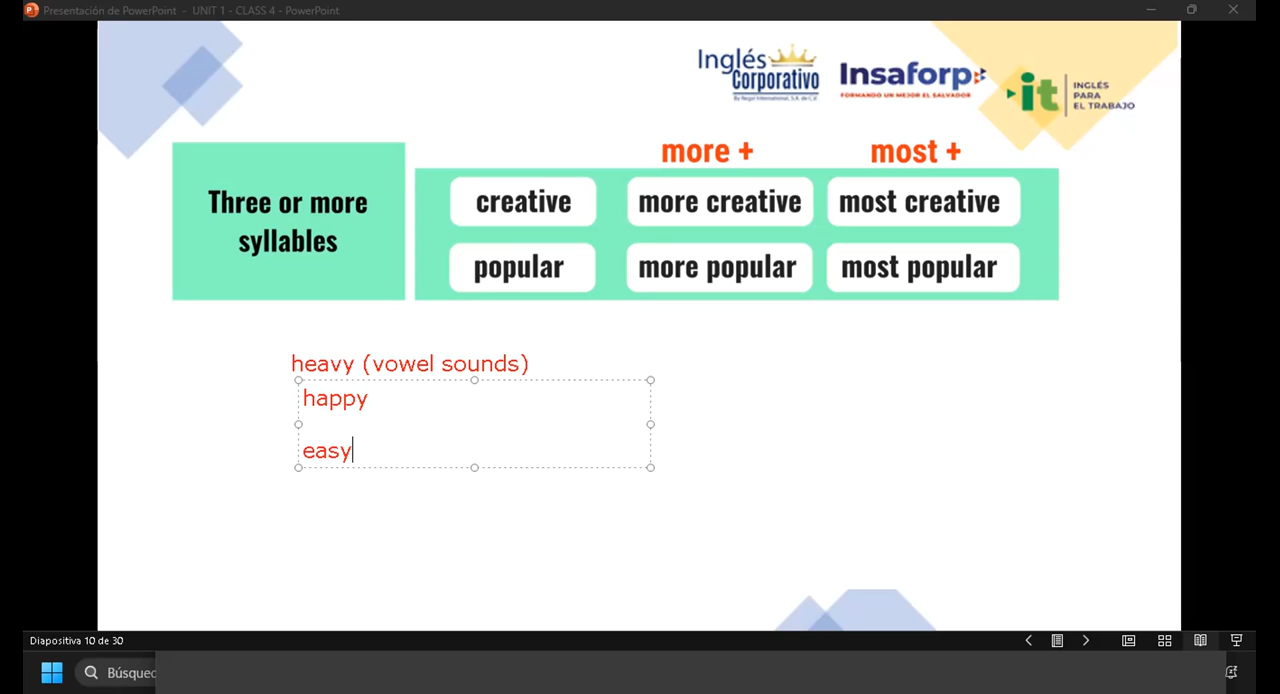 Presentación de PowerPoint - UNIT 1 - CLASS 4 - PowerPoint
Inglés
Corporativo
Insaforp
FORMANDO UN MEJOR EL SALVADOR
it
INGLÉS
PARA
EL TRABAJO
more + most +
Three or more
syllables
creative more creative most creative
popular more popular most popular
heavy (vowel sounds)
happy
easy
Diapositiva 10 de 30
Búsqued